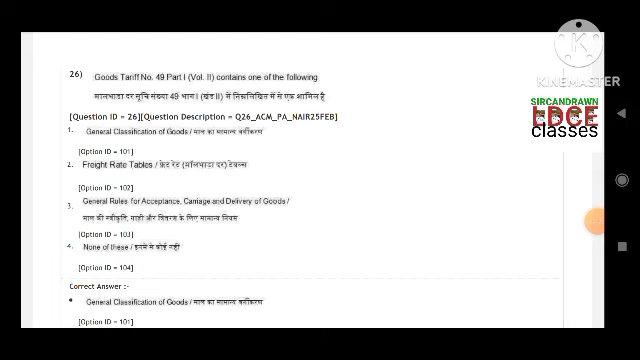 26) Goods Tariff No. 49 Part I (Vol. II) contains one of the following
मालभाडा दर सूचि संख्या 49 भाग I (खंड II) में निम्नलिखित में से एक शामिल है
[Question ID = 26][Question Description = Q26_ACM_PA_NAIR25FEB]
1. General Classification of Goods / माल का सामान्य वर्गीकरण
[Option ID = 101]
2. Freight Rate Tables / फ्रेट रेट (मालभाडा दर) टेबल्स
[Option ID = 102]
3. General Rules for Acceptance, Carriage and Delivery of Goods /
माल की स्वीकृति, वितरण के लिए सामान्य नियम
[Option ID = 103]
4. None of these / इनमें से कोई नहीं
[Option ID = 104]
Correct Answer :-
• General Classification of Goods / माल का सामान्य वर्गीकरण
[Option ID = 101]
KINEMASTER
SIRCANDRAWN
LDCE
classes